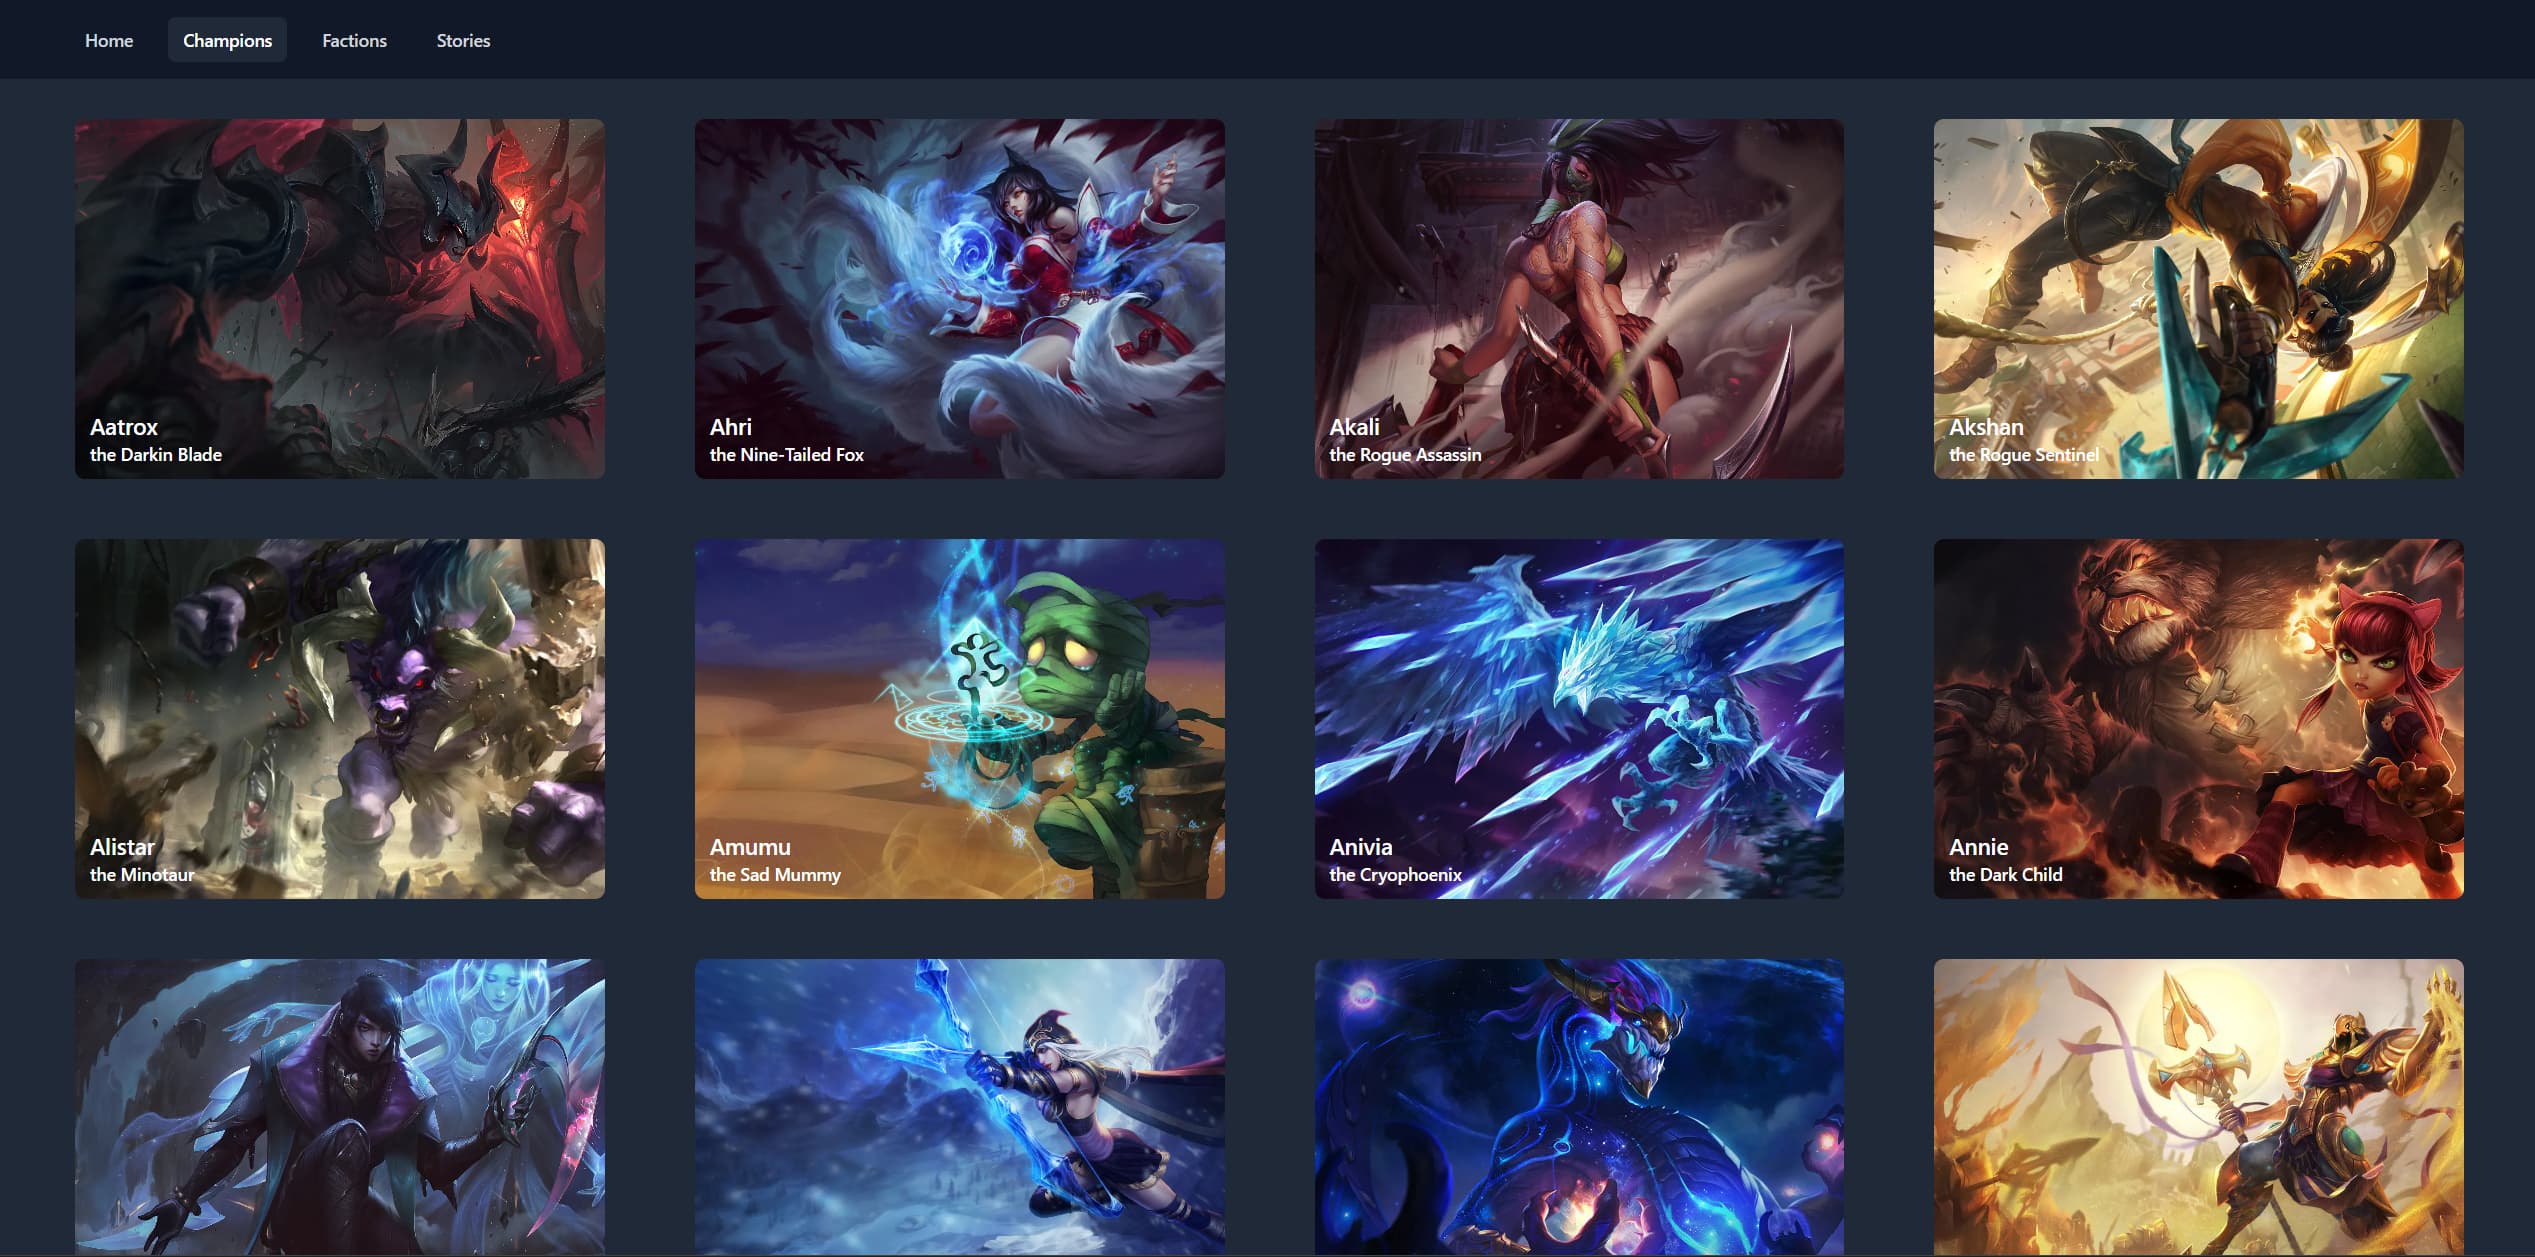 Home
Champions
Factions
Stories
Aatrox
the Darkin Blade
Ahri
the Nine-Tailed Fox
Akali
the Rogue Assassin
Akshan
the Rogue Sentinel
Alistar
the Minotaur
Amumu
the Sad Mummy
Anivia
the Cryophoenix
Annie
the Dark Child